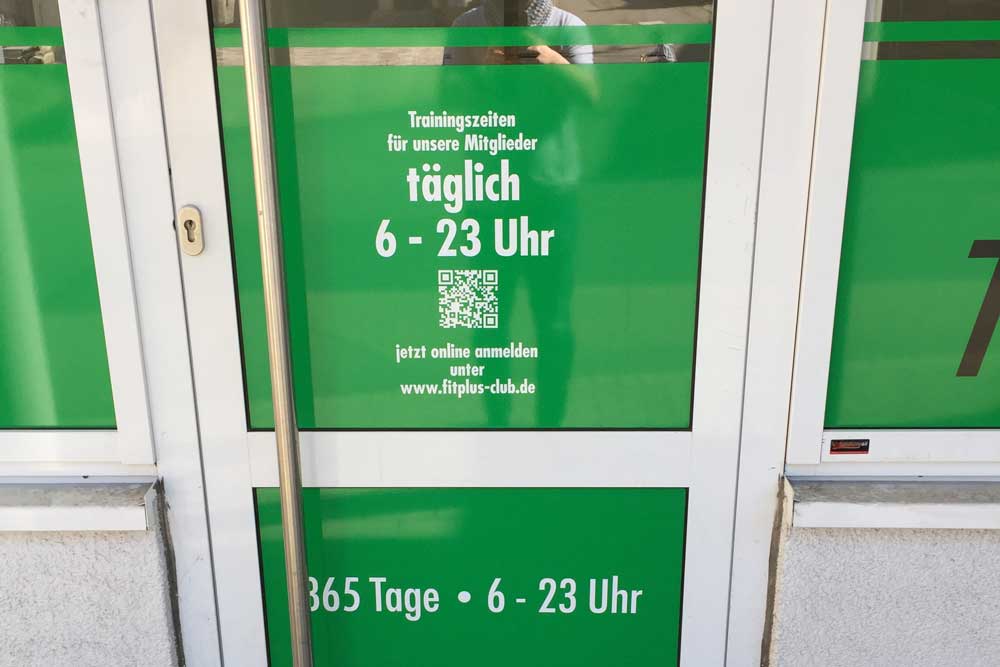 Trainingszeiten
für unsere Mitglieder
täglich
6 - 23 Uhr
jetzt online anmelden
unter
www.fitplus-club.de
365 Tage • 6 - 23 Uhr